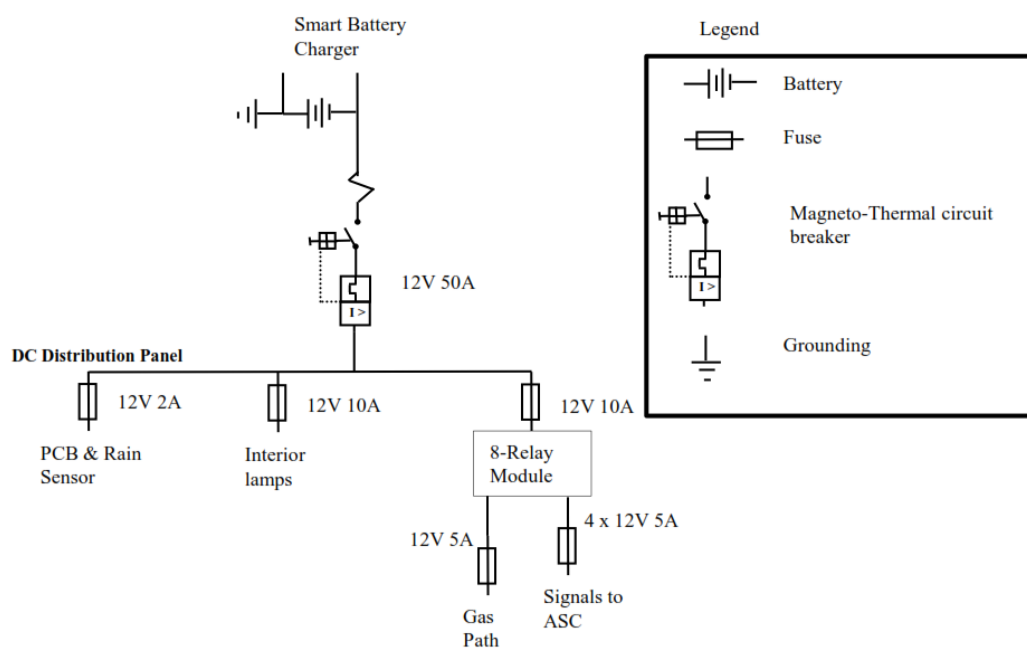 Smart Battery
Charger
Legend
Battery
Fuse
Magneto-Thermal circuit
breaker
I >
Grounding
12V 50A
I >
DC Distribution Panel
12V 2A
12V 10A
12V 10A
PCB & Rain
Sensor
Interior
lamps
8-Relay
Module
12V 5A
4 x 12V 5A
Gas
Path
Signals to
ASC